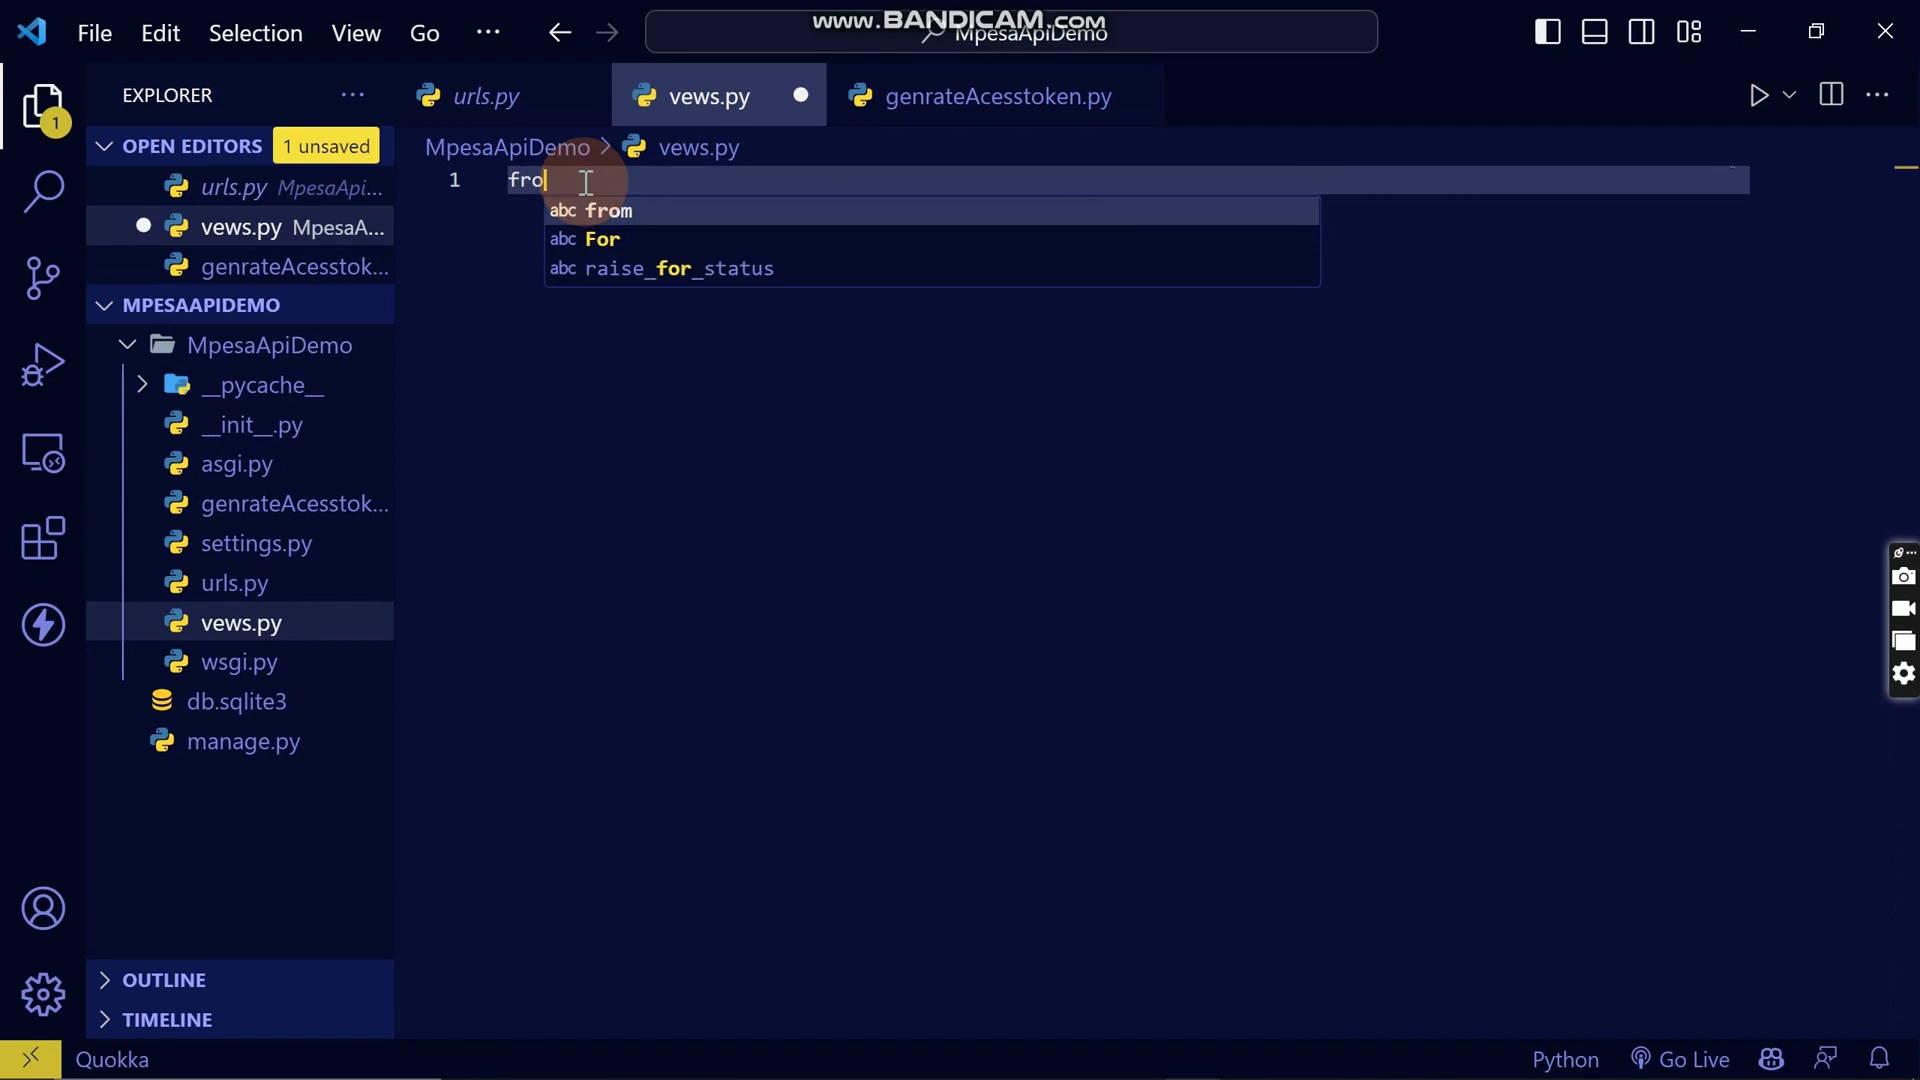 www.BANDICAM.com
File Edit Selection View Go ···
MpesaApiDemo
EXPLORER ···
urls.py
vews.py
genrateAcesstoken.py
OPEN EDITORS 1 unsaved
urls.py MpesaApi...
vews.py MpesaA...
genrateAcesstok...
MpesaApiDemo > vews.py
1 fro
abc from
abc For
abc raise_for_status
1
MPESAAPIDEMO
MpesaApiDemo
__pycache__
__init__.py
asgi.py
genrateAcesstok...
settings.py
urls.py
vews.py
wsgi.py
db.sqlite3
manage.py
OUTLINE
TIMELINE
Quokka
Python Go Live